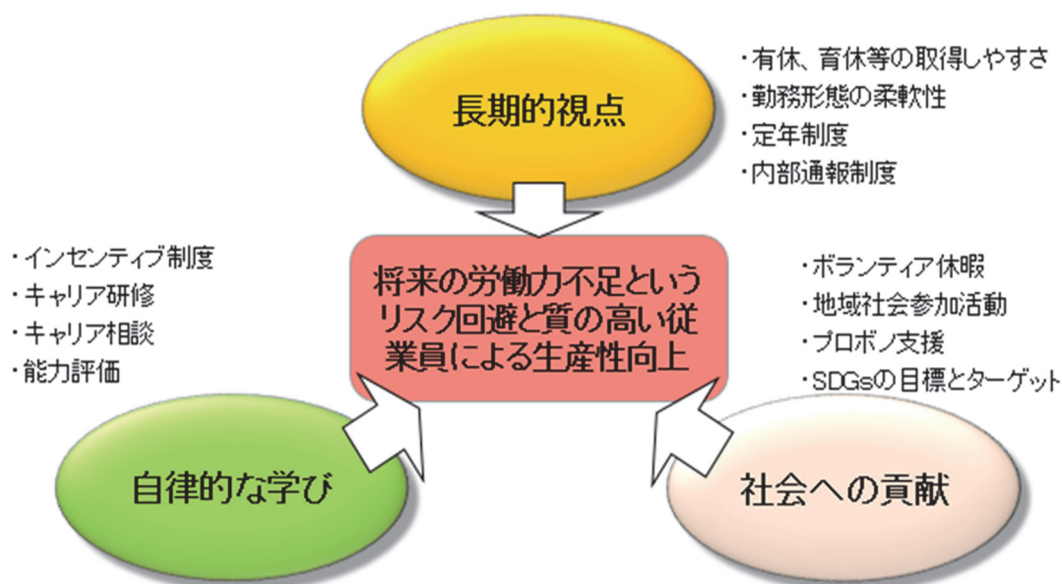 長期的視点
・有休、育休等の取得しやすさ
・勤務形態の柔軟性
・定年制度
・内部通報制度
・インセンティブ制度
・キャリア研修
・キャリア相談
・能力評価
将来の労働力不足という
リスク回避と質の高い従
業員による生産性向上
・ボランティア休暇
・地域社会参加活動
・プロボノ支援
・SDGsの目標とターゲット
自律的な学び
社会への貢献